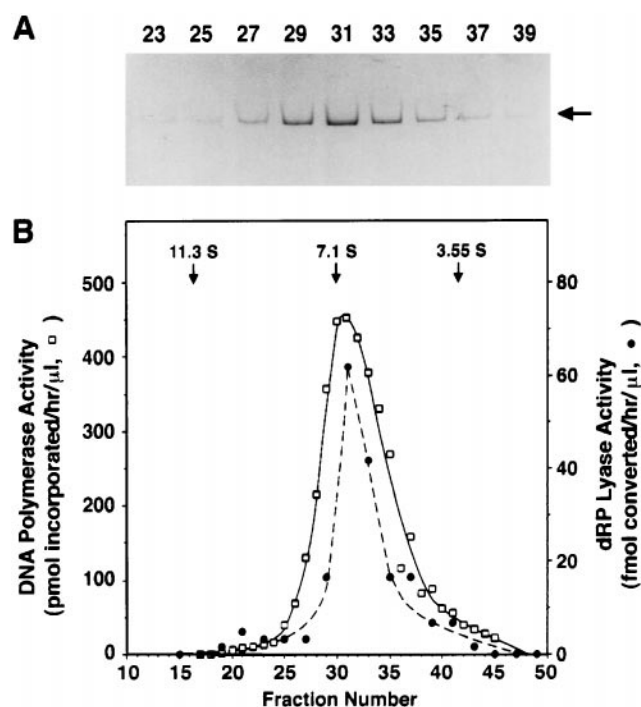 A
23 25 27 29 31 33 35 37 39
B
11.3 S 7.1 S 3.55 S
DNA Polymerase Activity
(pmol incorporated/hr/µl, □ )
500
400
300
200
100
0
80
60
40
20
0
dRP Lyase Activity
(fmol converted/hr/µl, ● )
10 15 20 25 30 35 40 45 50
Fraction Number